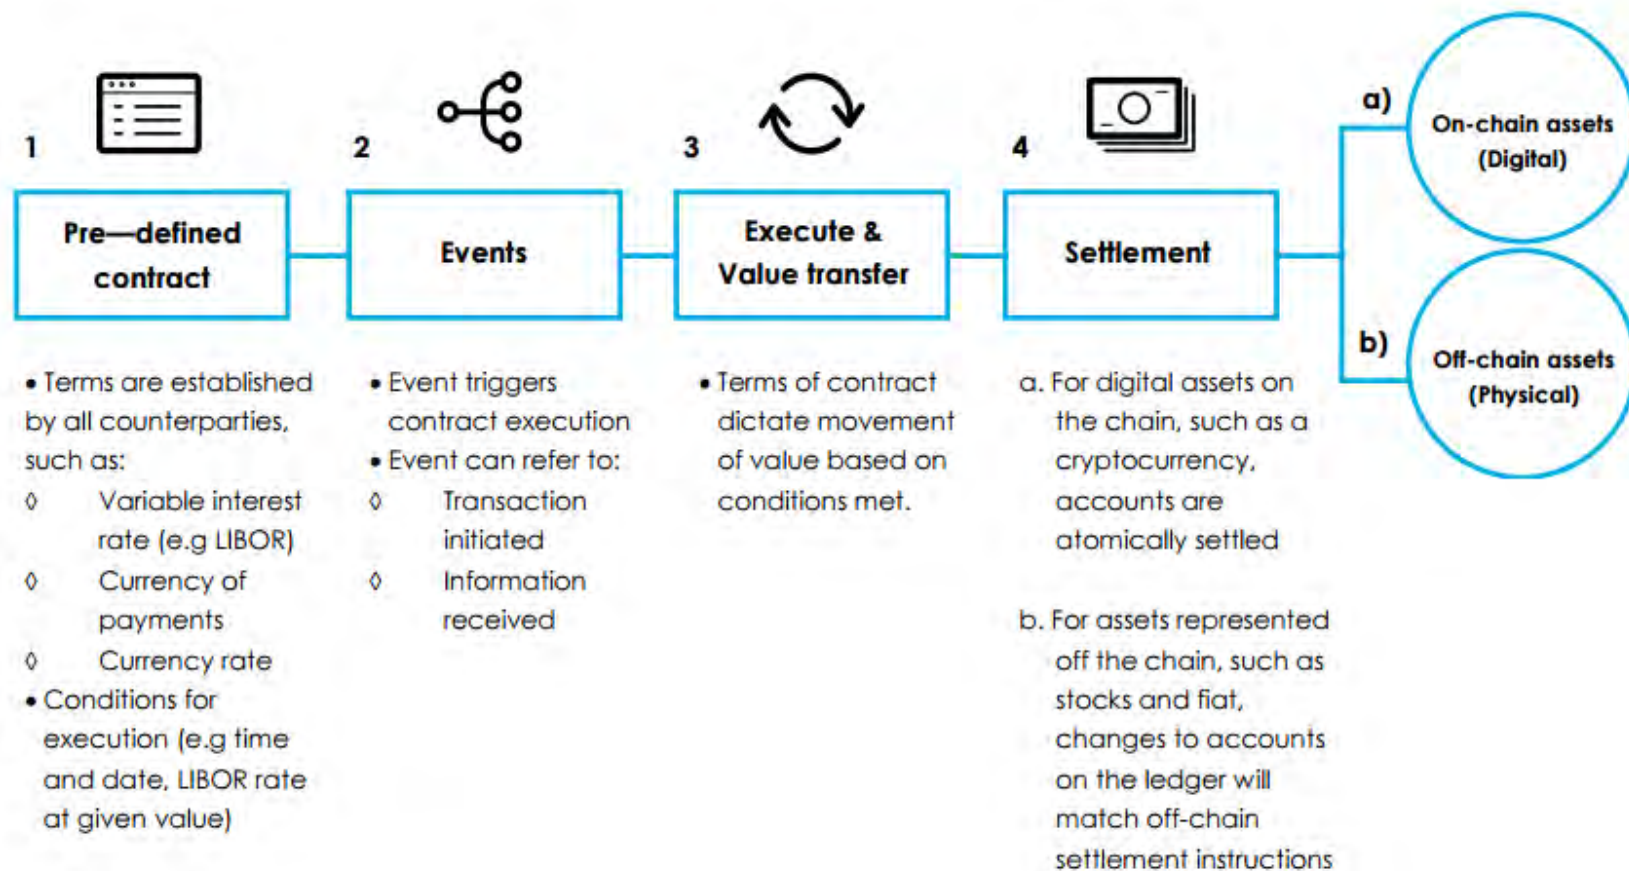 1
Pre—defined
contract
• Terms are established
by all counterparties,
such as:
◊ Variable interest
rate (e.g LIBOR)
◊ Currency of
payments
◊ Currency rate
• Conditions for
execution (e.g time
and date, LIBOR rate
at given value)
2
Events
• Event triggers
contract execution
• Event can refer to:
◊ Transaction
initiated
◊ Information
received
3
Execute &
Value transfer
• Terms of contract
dictate movement
of value based on
conditions met.
4
Settlement
a. For digital assets on
the chain, such as a
cryptocurrency,
accounts are
atomically settled
b. For assets represented
off the chain, such as
stocks and fiat,
changes to accounts
on the ledger will
match off-chain
settlement instructions
a)
On-chain assets
(Digital)
b)
Off-chain assets
(Physical)